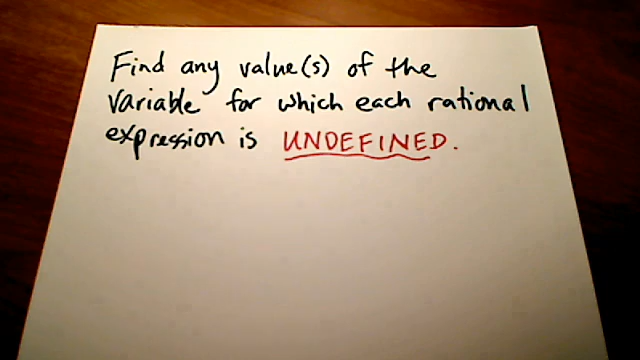 Find any value(s) of the
variable for which each rational
expression is UNDEFINED.